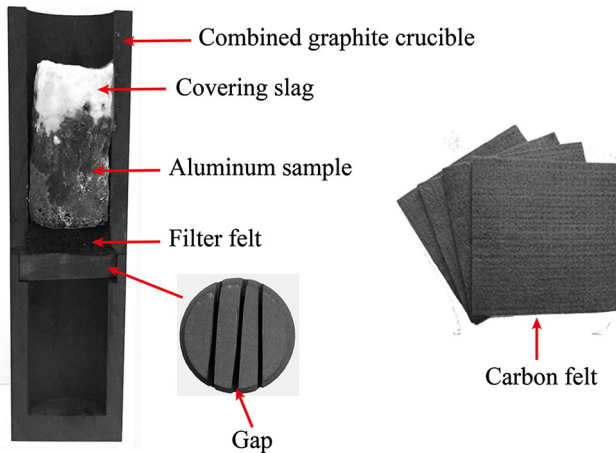 Combined graphite crucible
Covering slag
Aluminum sample
Filter felt
Carbon felt
Gap